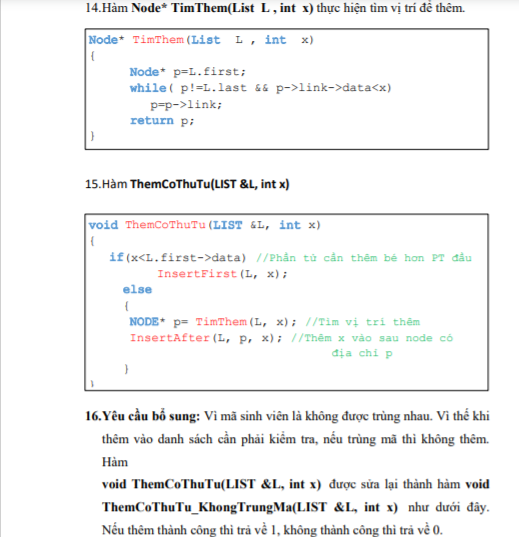 14.Hàm Node* TimThem(List L , int x) thực hiện tìm vị trí để thêm.
Node* TimThem(List L , int x)
{
Node* p=L.first;
while( p!=L.last && p->link->data<x)
p=p->link;
return p;
}
15.Hàm ThemCoThuTu(LIST &L, int x)
void ThemCoThuTu(LIST &L, int x)
{
if(x<L.first->data) //Phần tử cần thêm bé hơn PT đầu
InsertFirst(L, x);
else
{
NODE* p= TimThem(L, x); //Tìm vị trí thêm
InsertAfter(L, p, x); //Thêm x vào sau node có
địa chỉ p
}
}
16.Yêu cầu bổ sung: Vì mã sinh viên là không được trùng nhau. Vì thế khi
thêm vào danh sách cần phải kiểm tra, nếu trùng mã thì không thêm.
Hàm
void ThemCoThuTu(LIST &L, int x) được sửa lại thành hàm void
ThemCoThuTu_KhongTrungMa(LIST &L, int x) như dưới đây.
Nếu thêm thành công thì trả về 1, không thành công thì trả về 0.